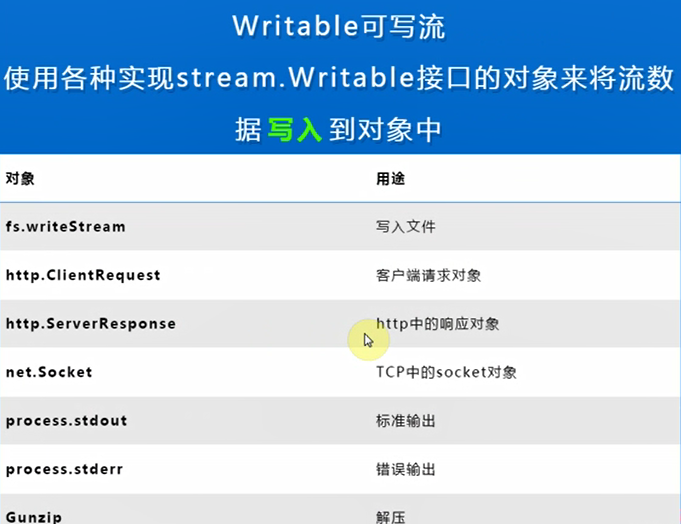 Writable可写流
使用各种实现stream.Writable接口的对象来将流数
据写入到对象中
对象 用途
fs.writeStream 写入文件
http.ClientRequest 客户端请求对象
http.ServerResponse http中的响应对象
net.Socket TCP中的socket对象
process.stdout 标准输出
process.stderr 错误输出
Gunzip 解压